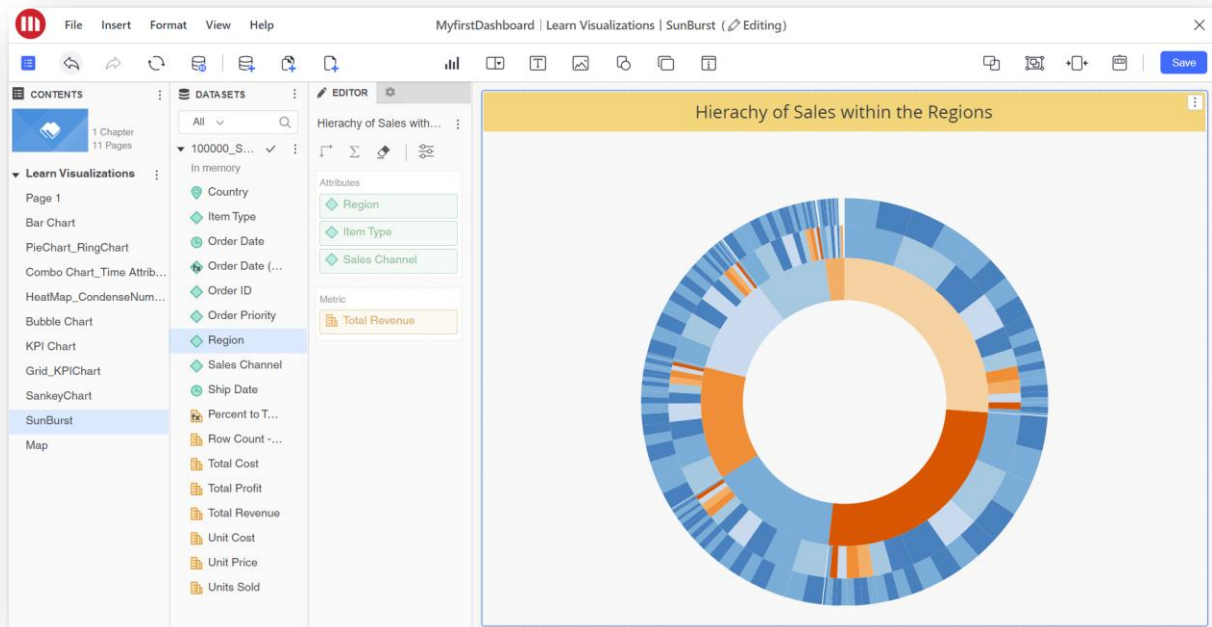 File Insert Format View Help
MyfirstDashboard | Learn Visualizations | SunBurst ( Editing)
Save
CONTENTS
1 Chapter
11 Pages
Learn Visualizations
Page 1
Bar Chart
PieChart_RingChart
Combo Chart_Time Attrib...
HeatMap_CondenseNum...
Bubble Chart
KPI Chart
Grid_KPIChart
SankeyChart
SunBurst
Map
DATASETS
All
100000_S...
In memory
Country
Item Type
Order Date
Order Date (...
Order ID
Order Priority
Region
Sales Channel
Ship Date
Percent to T...
Row Count -...
Total Cost
Total Profit
Total Revenue
Unit Cost
Unit Price
Units Sold
EDITOR
Hierachy of Sales with...
Attributes
Region
Item Type
Sales Channel
Metric
Total Revenue
Hierachy of Sales within the Regions